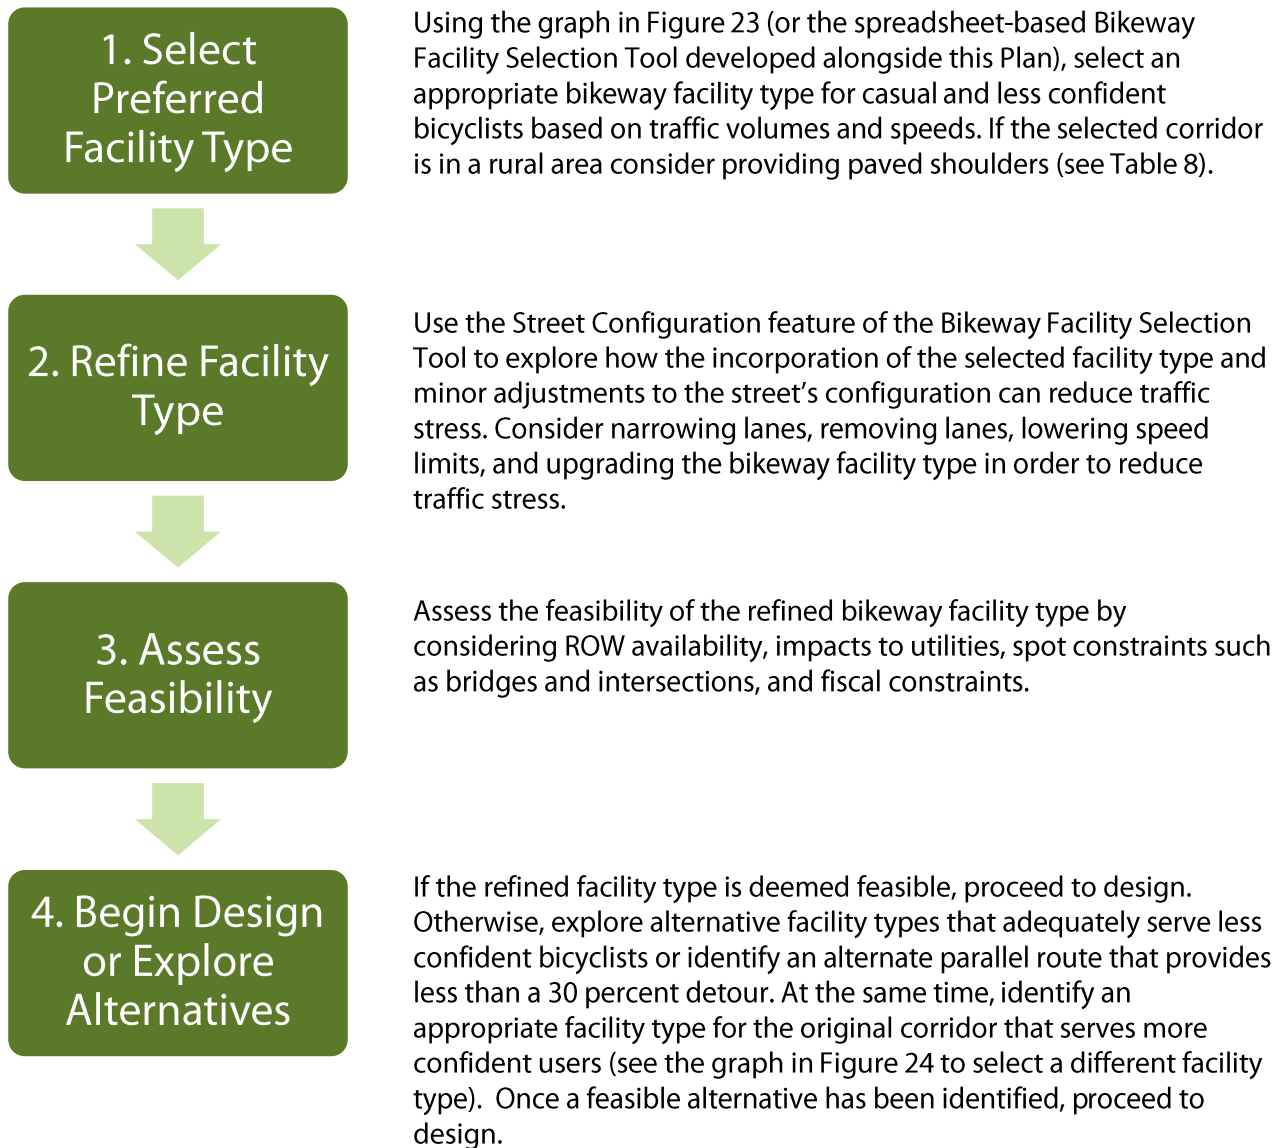 1. Select
Preferred
Facility Type
Using the graph in Figure 23 (or the spreadsheet-based Bikeway
Facility Selection Tool developed alongside this Plan), select an
appropriate bikeway facility type for casual and less confident
bicyclists based on traffic volumes and speeds. If the selected corridor
is in a rural area consider providing paved shoulders (see Table 8).
2. Refine Facility
Type
Use the Street Configuration feature of the Bikeway Facility Selection
Tool to explore how the incorporation of the selected facility type and
minor adjustments to the street’s configuration can reduce traffic
stress. Consider narrowing lanes, removing lanes, lowering speed
limits, and upgrading the bikeway facility type in order to reduce
traffic stress.
3. Assess
Feasibility
Assess the feasibility of the refined bikeway facility type by
considering ROW availability, impacts to utilities, spot constraints such
as bridges and intersections, and fiscal constraints.
4. Begin Design
or Explore
Alternatives
If the refined facility type is deemed feasible, proceed to design.
Otherwise, explore alternative facility types that adequately serve less
confident bicyclists or identify an alternate parallel route that provides
less than a 30 percent detour. At the same time, identify an
appropriate facility type for the original corridor that serves more
confident users (see the graph in Figure 24 to select a different facility
type).  Once a feasible alternative has been identified, proceed to
design.